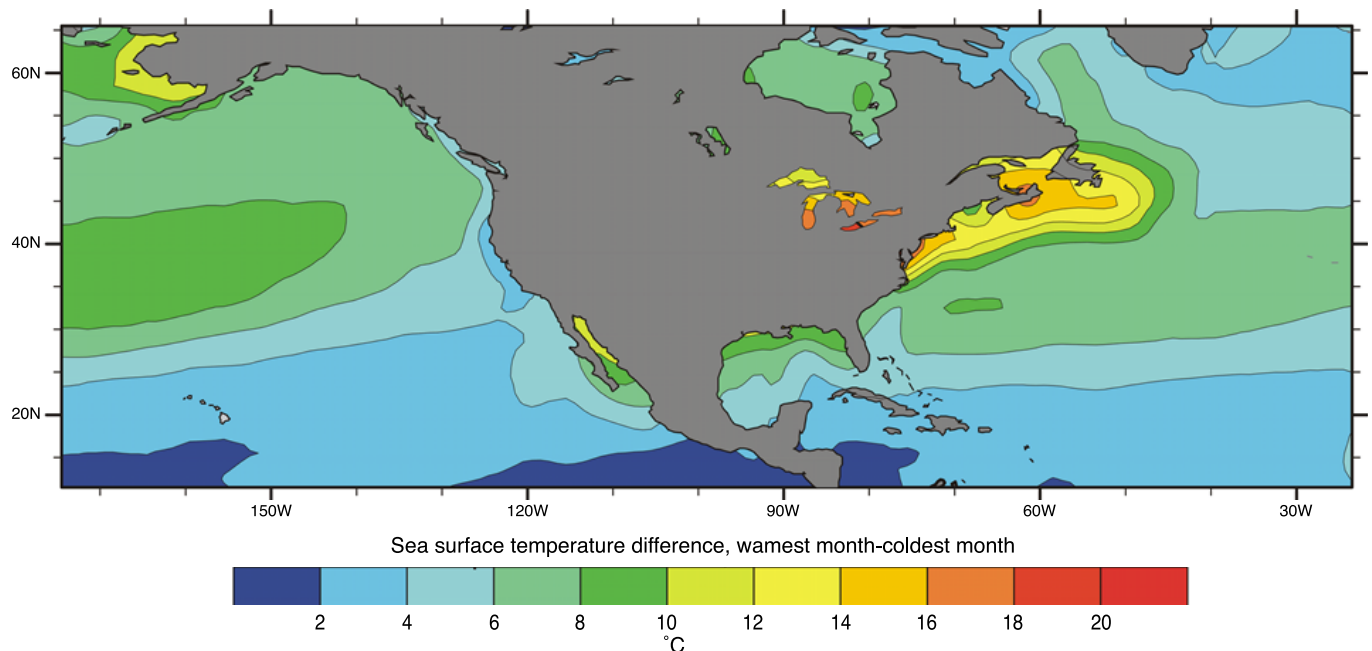 60N
40N
20N
150W 120W 90W 60W 30W
Sea surface temperature difference, wamest month-coldest month
2 4 6 8 10 12 14 16 18 20
°C